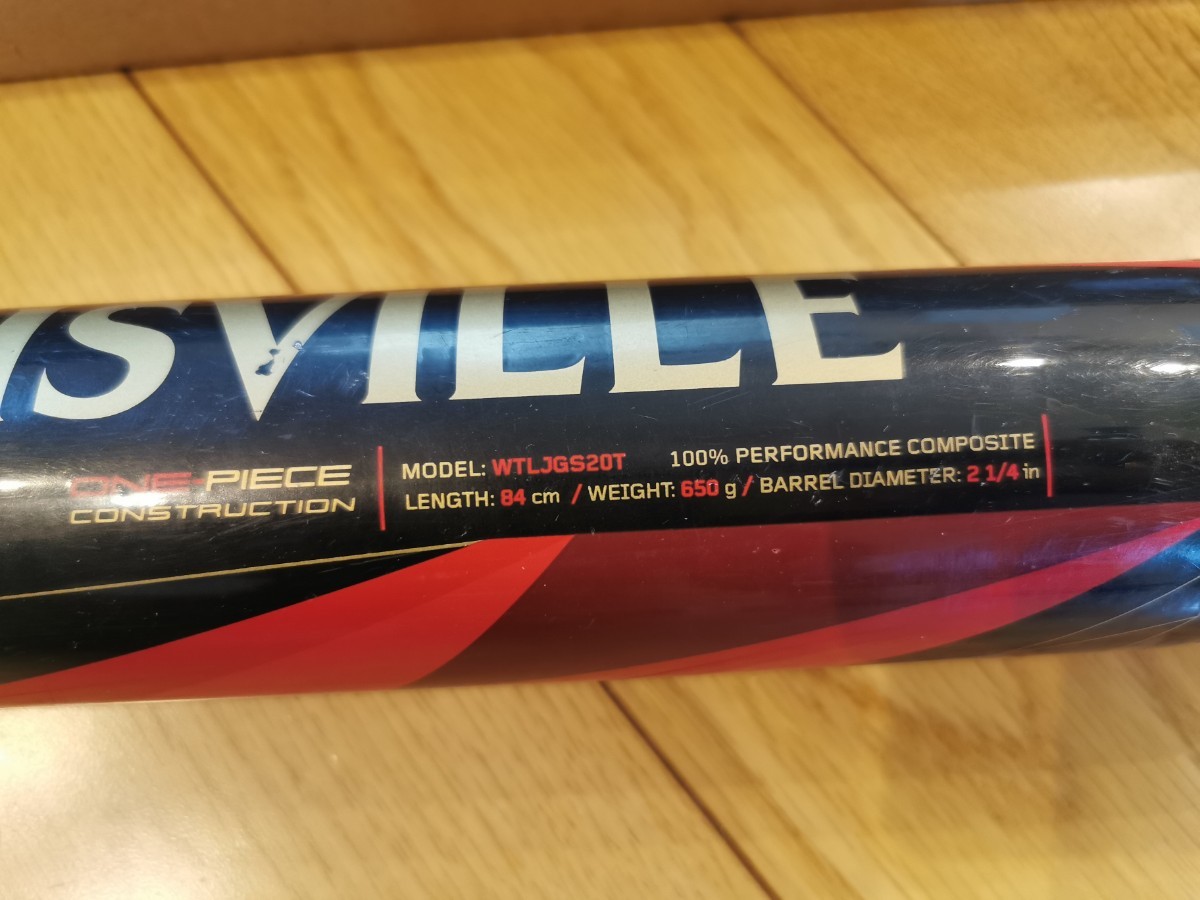 ISVILLE
ONE-PIECE
CONSTRUCTION
MODEL: WTLJGS20T 100% PERFORMANCE COMPOSITE
LENGTH: 84 cm / WEIGHT: 650 g / BARREL DIAMETER: 2 1/4 in